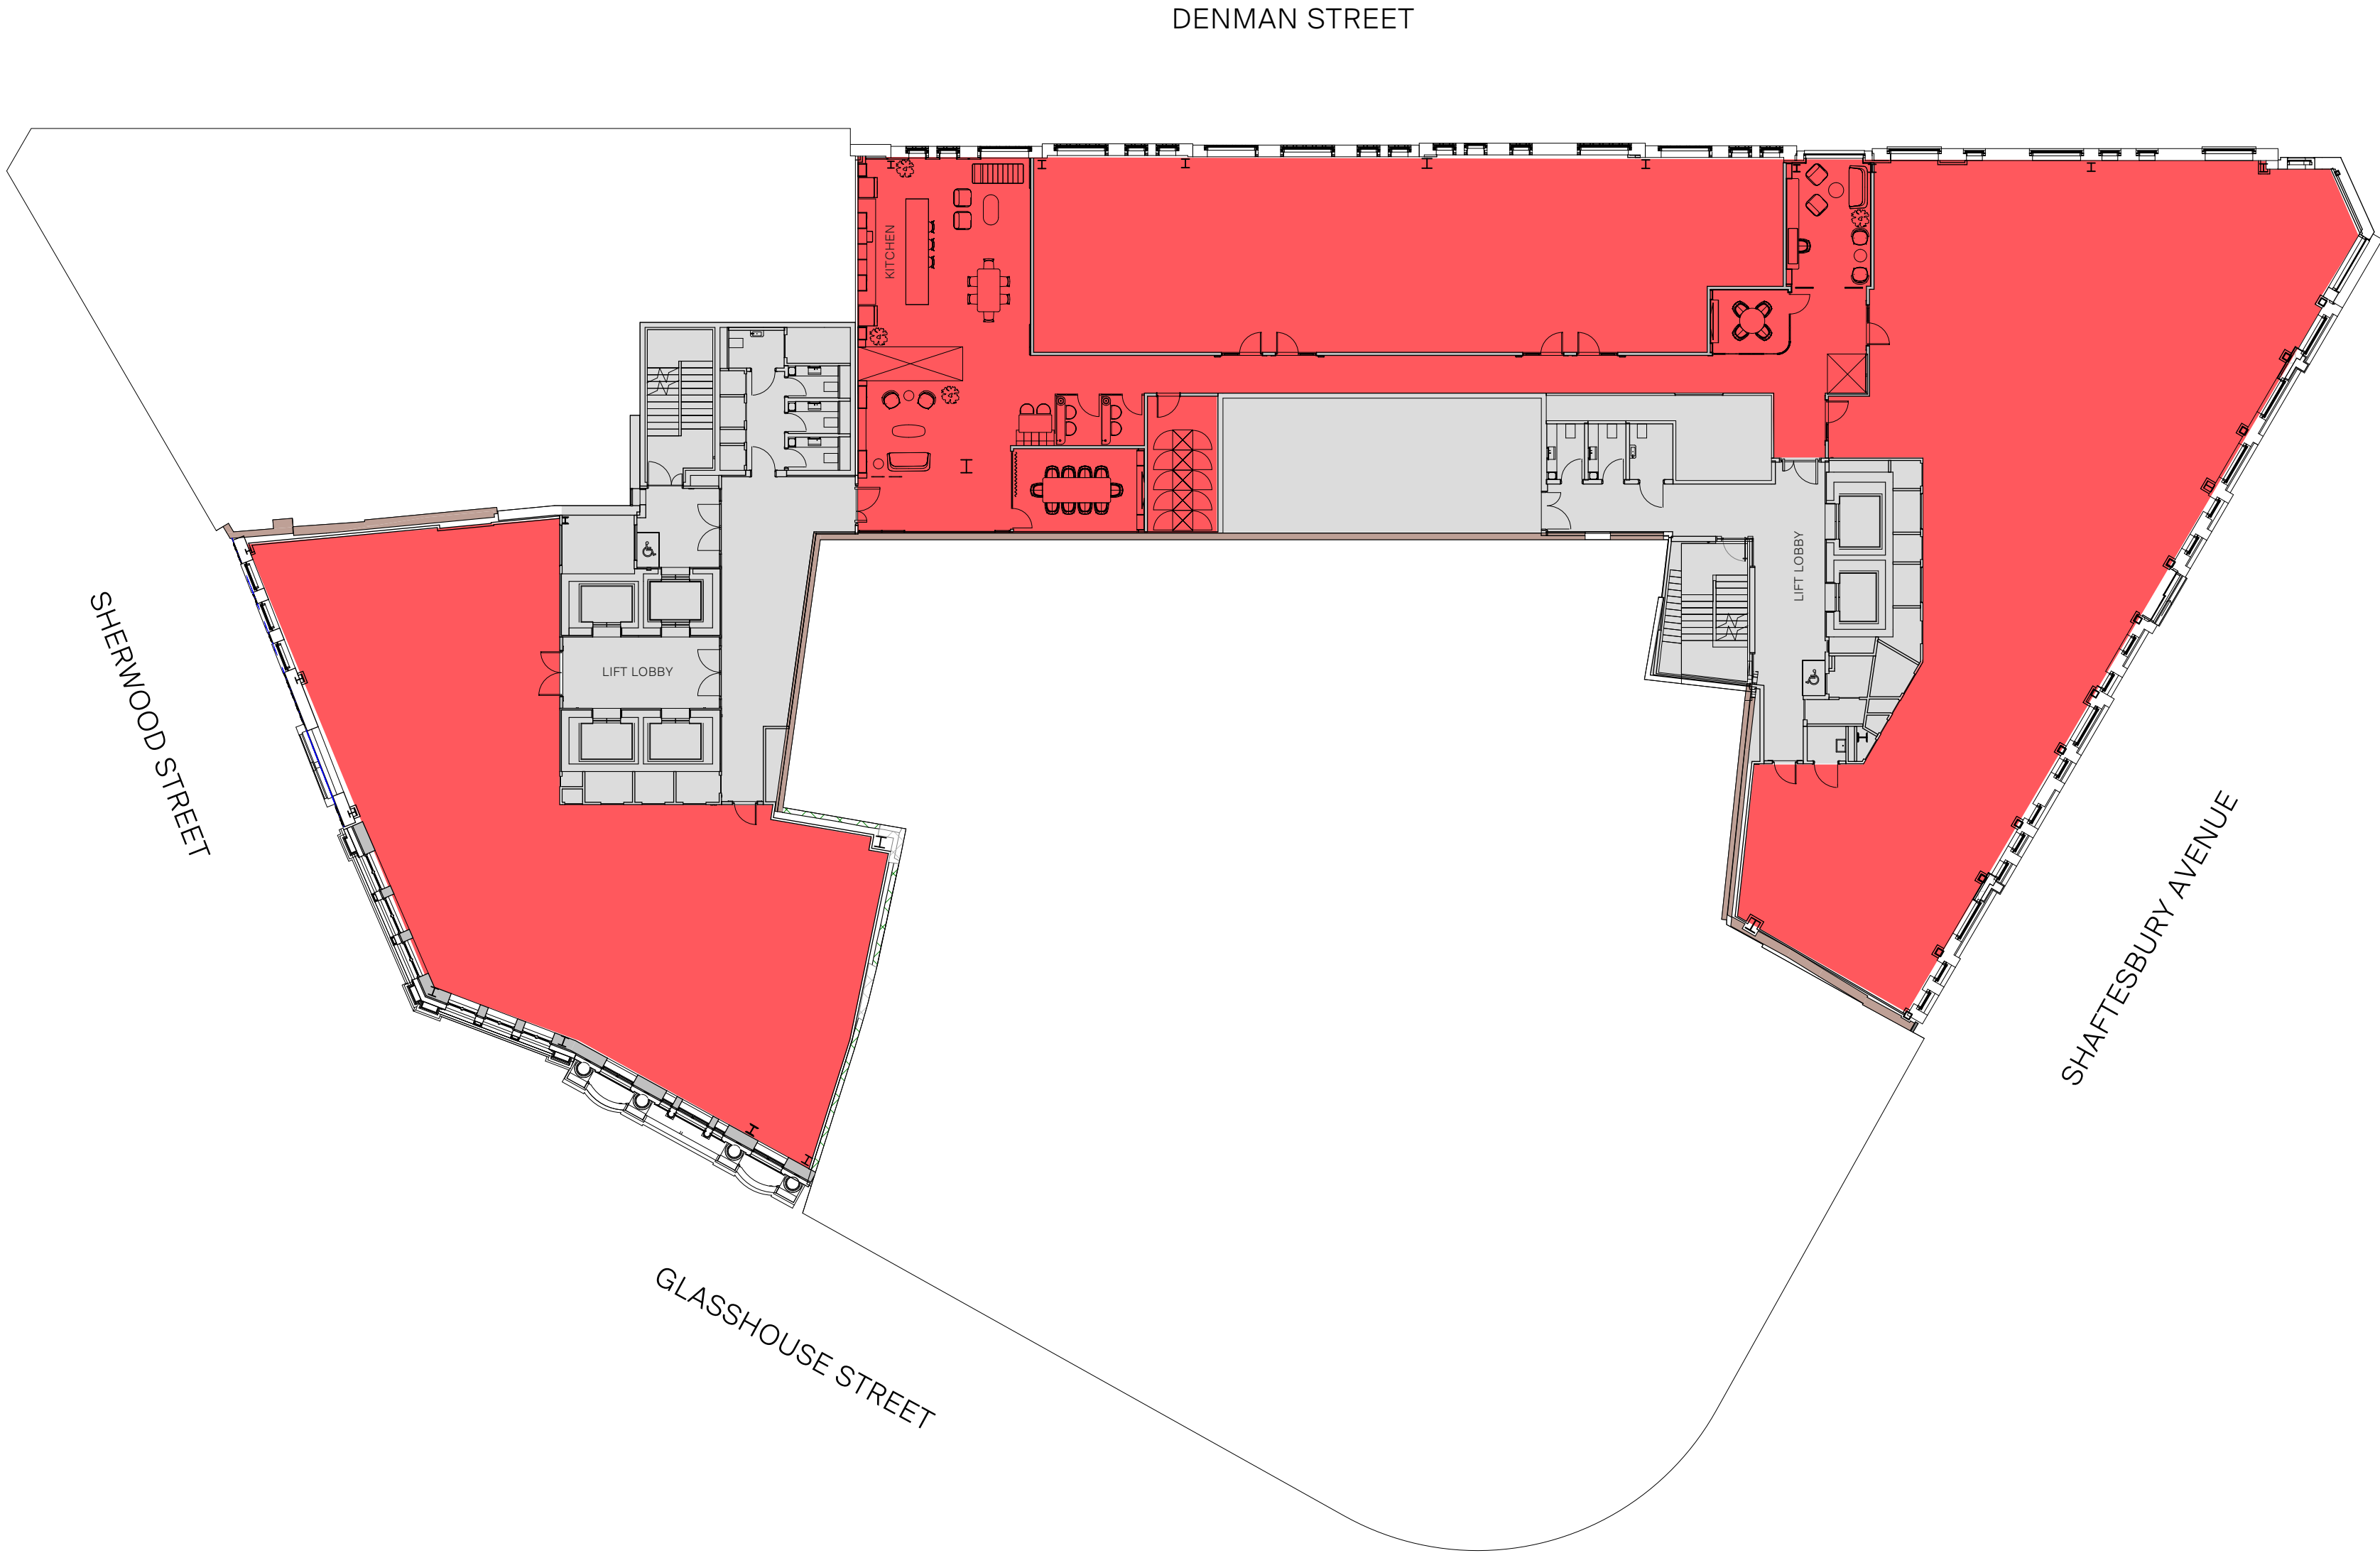 DENMAN STREET
KITCHEN
LIFT LOBBY
LIFT LOBBY
SHERWOOD STREET
SHAFTESBURY AVENUE
GLASSHOUSE STREET